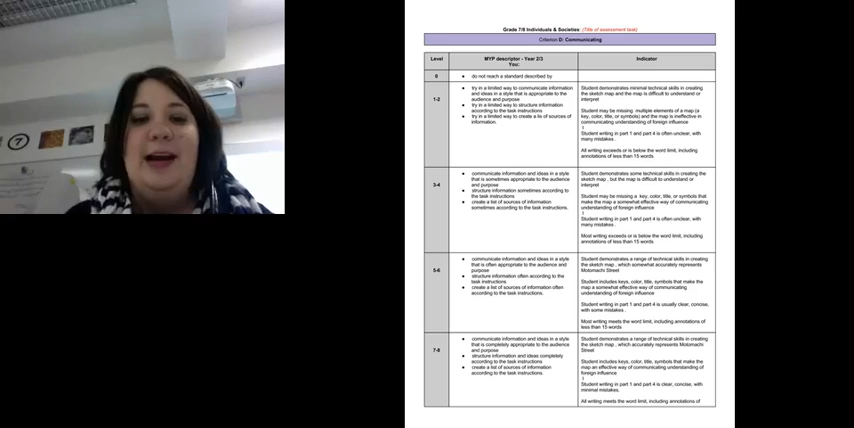 Grade 7/8 Individuals & Societies: (Title of assessment task)
Criterion D: Communicating
Level
MYP descriptor - Year 2/3
You:
Indicator
0
● do not reach a standard described by
1-2
● try in a limited way to communicate information
and ideas in a style that is appropriate to the
audience and purpose
● try in a limited way to structure information
according to the task instructions
● try in a limited way to create a lis of sources of
information.
Student demonstrates minimal technical skills in creating
the sketch map and the map is difficult to understand or
interpret
Student may be missing multiple elements of a map (a
key, color, title, or symbols) and the map is ineffective in
communicating understanding of foreign influence
Student writing in part 1 and part 4 is often unclear, with
many mistakes .
All writing exceeds or is below the word limit, including
annotations of less than 15 words
3-4
● communicate information and ideas in a style
that is sometimes appropriate to the audience
and purpose
● structure information sometimes according to
the task instructions
● create a list of sources of information
sometimes according to the task instructions.
Student demonstrates some technical skills in creating the
sketch map , but the map is difficult to understand or
interpret
Student may be missing a key, color, title, or symbols that
make the map a somewhat effective way of communicating
understanding of foreign influence
Student writing in part 1 and part 4 is often unclear, with
many mistakes .
Most writing exceeds or is below the word limit, including
annotations of less than 15 words
5-6
● communicate information and ideas in a style
that is often appropriate to the audience and
purpose
● structure information often according to the
task instructions
● create a list of sources of information often
according to the task instructions.
Student demonstrates a range of technical skills in creating
the sketch map , which somewhat accurately represents
Motomachi Street
Student includes keys, color, title, symbols that make the
map a somewhat effective way of communicating
understanding of foreign influence
Student writing in part 1 and part 4 is usually clear, concise,
with some mistakes .
Most writing meets the word limit, including annotations of
less than 15 words
7-8
● communicate information and ideas in a style
that is completely appropriate to the audience
and purpose
● structure information and ideas completely
according to the task instructions
● create a list of sources of information
according to the task instructions.
Student demonstrates a range of technical skills in creating
the sketch map , which accurately represents Motomachi
Street
Student includes keys, color, title, symbols that make the
map an effective way of communicating understanding of
foreign influence
Student writing in part 1 and part 4 is clear, concise, with
minimal mistakes.
All writing meets the word limit, including annotations of